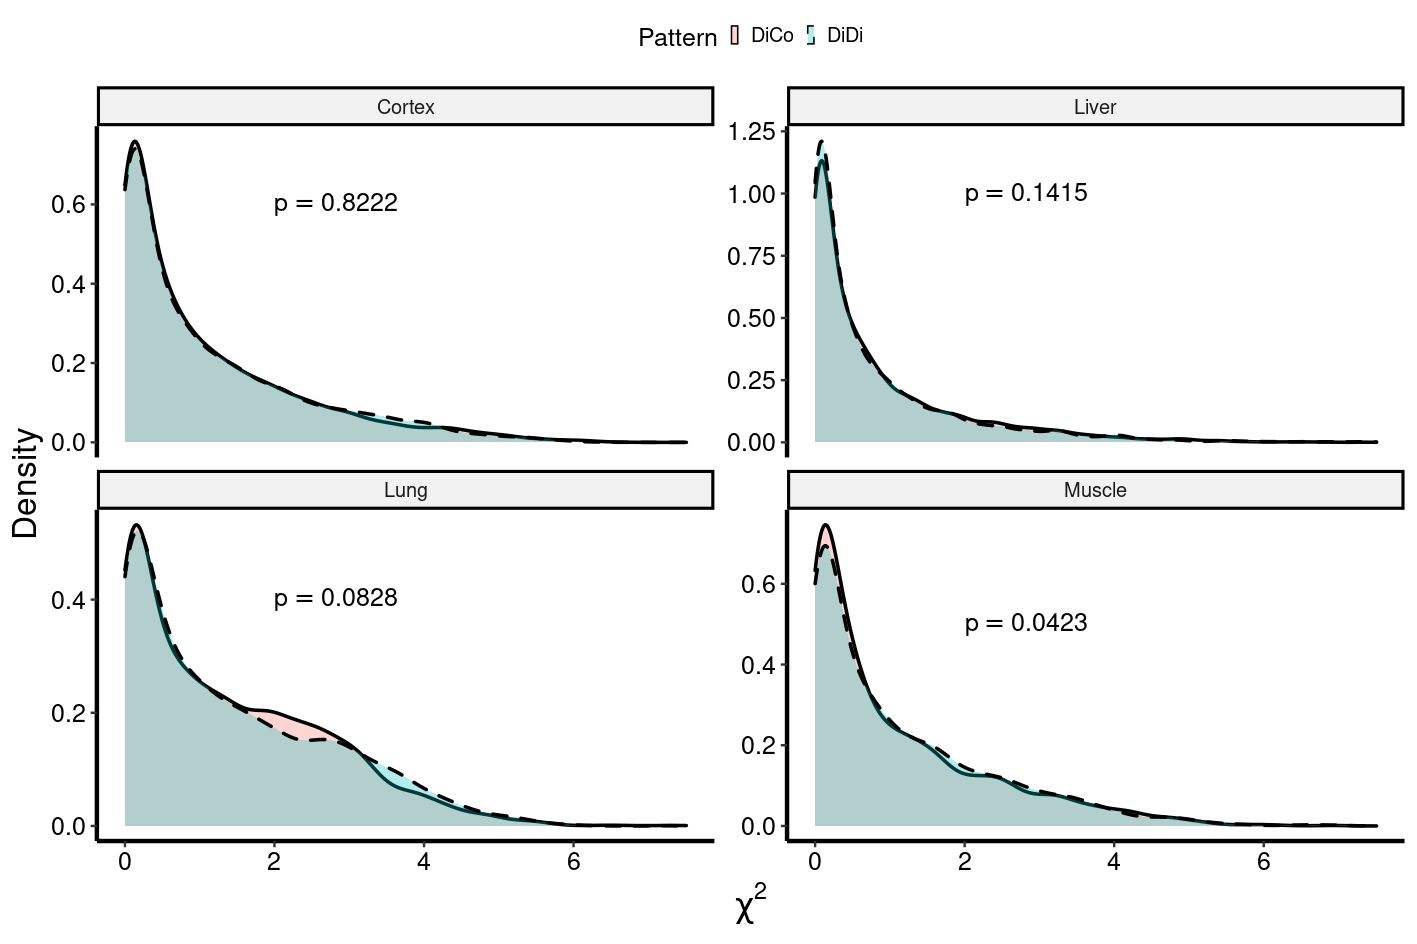 Pattern DiCo DiDi
Cortex
Liver
0.6
0.4
0.2
0.0
p = 0.8222
1.25
1.00
0.75
0.50
0.25
0.00
p = 0.1415
Density
Lung
Muscle
0.4
0.2
0.0
p = 0.0828
0 2 4 6
0.6
0.4
0.2
0.0
p = 0.0423
0 2 4 6
χ²